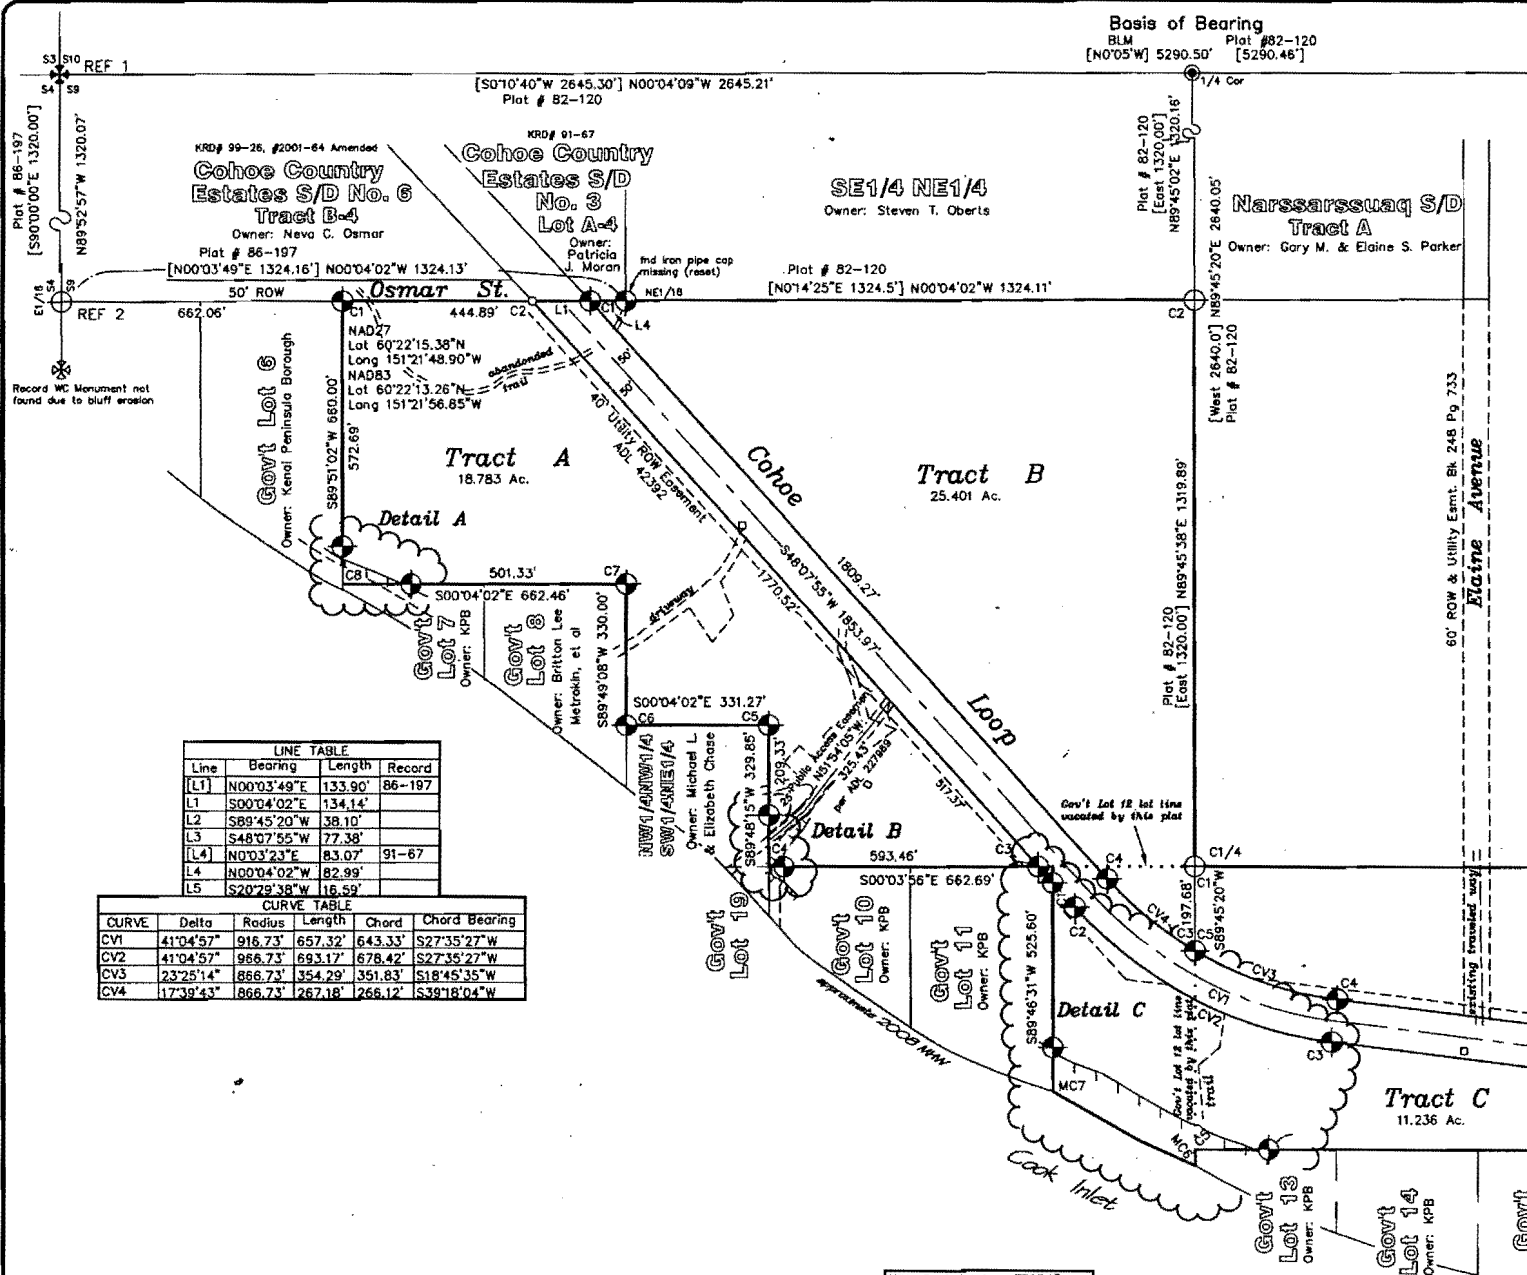 Basis of Bearing
BLM Plat #82-120
[N0°05'W] 5290.50' [5290.46']
S3 S10
S4 S9
REF 1
[S0°10'40"W 2645.30'] N00°04'09"W 2645.21'
Plat # 82-120
1/4 Cor
Plat # 86-197
[S90°00'00"E 1320.00']
N89°52'57"W 1320.07'
KRD# 99-26, #2001-64 Amended
Cohoe Country
Estates S/D No. 6
Tract B-4
Owner: Neva C. Osmar
KRD# 91-67
Cohoe Country
Estates S/D
No. 3
Lot A-4
Owner:
Patricia
J. Moran
SE1/4 NE1/4
Owner: Steven T. Oberts
Plat # 82-120
[East 1320.00']
N89°45'02"E 1320.16'
Narssarssuaq S/D
Tract A
Owner: Gary M. & Elaine S. Parker
Plat # 86-197
[N00°03'49"E 1324.16'] N00°04'02"W 1324.13'
fnd iron pipe cap
missing (reset)
Plat # 82-120
[N0°14'25"E 1324.5'] N00°04'02"W 1324.11'
N89°45'20"E 2640.05'
[West 2640.0']
Plat # 82-120
E1/16
S4 S9
REF 2
50' ROW
662.06'
Osmar St.
C1
444.89'
C2
L1
C1
NE1/16
L4
C2
NAD27
Lat 60°22'15.38"N
Long 151°21'48.90"W
NAD83
Lat 60°22'13.26"N
Long 151°21'56.85"W
abandonded
trail
50'
50'
Record WC Monument not
found due to bluff erosion
Gov't Lot 6
Owner: Kenai Peninsula Borough
S89°51'02"W 660.00'
572.69'
40' Utility ROW Easement
ADL 42392
Tract A
18.783 Ac.
Cohoe
Loop
Tract B
25.401 Ac.
60' ROW & Utility Esmt. Bk 248 Pg 733
Elaine Avenue
Detail A
C8
501.33'
C7
S00°04'02"E 662.46'
S48°07'55"W 1853.97'
1809.27'
1770.52'
Plat # 82-120
[East 1320.00'] N89°45'38"E 1319.89'
driveway
Gov't
Lot 7
Owner: KPB
Gov't
Lot 8
Owner: Britton Lee
Metrokin, et al
S89°49'08"W 330.00'
C6
S00°04'02"E 331.27'
C5
NW1/4NW1/4
SW1/4NE1/4
Owner: Michael L.
& Elizabeth Chase
S89°48'15"W 329.85'
209.33'
25' Public Access Easement
N51°54'05"W
325.43'
per ADL 227989
D
517.37'
Gov't Lot 12 lot line
vacated by this plat
LINE TABLE
Line Bearing Length Record
[L1] N00°03'49"E 133.90' 86-197
L1 S00°04'02"E 134.14'
L2 S89°45'20"W 38.10'
L3 S48°07'55"W 77.38'
[L4] N0°03'23"E 83.07' 91-67
L4 N00°04'02"W 82.99'
L5 S20°29'38"W 16.59'
CURVE TABLE
CURVE Delta Radius Length Chord Chord Bearing
CV1 41°04'57" 916.73' 657.32' 643.33' S27°35'27"W
CV2 41°04'57" 966.73' 693.17' 678.42' S27°35'27"W
CV3 23°25'14" 866.73' 354.29' 351.83' S18°45'35"W
CV4 17°39'43" 866.73' 267.18' 266.12' S39°18'04"W
Detail B
C4
593.46'
C3
C4
C1/4
C1
S00°03'56"E 662.69'
C1
C2
CV4
197.68'
S89°45'20"W
C3
C5
CV3
C4
CV1
CV2
C3
existing traveled way
Gov't
Lot 19
Gov't
Lot 10
Owner: KPB
Gov't
Lot 11
Owner: KPB
S89°46'31"W 525.60'
Detail C
approximate 2008 MHW
Gov't Lot 12 lot line
vacated by this plat
trail
MC7
MC6
C5
Cook Inlet
Tract C
11.236 Ac.
Gov't
Lot 13
Owner: KPB
Gov't
Lot 14
Owner: KPB
Gov't